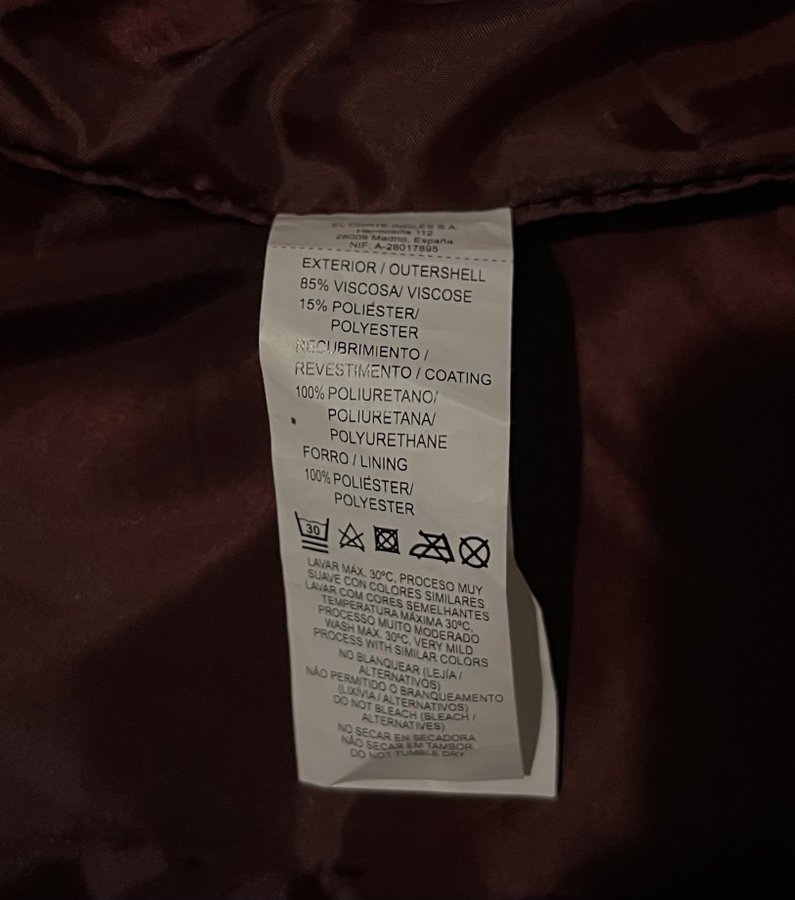 EL CORTE INGLÉS S.A.
Hermosilla 112
28009 Madrid, España
NIF. A-28017895
EXTERIOR / OUTERSHELL
85% VISCOSA/ VISCOSE
15% POLIÉSTER/
POLYESTER
RECUBRIMIENTO /
REVESTIMENTO / COATING
100% POLIURETANO/
POLIURETANA/
POLYURETHANE
FORRO / LINING
100% POLIÉSTER/
POLYESTER
30
LAVAR MÁX. 30ºC, PROCESO MUY
SUAVE CON COLORES SIMILARES
LAVAR COM CORES SEMELHANTES
TEMPERATURA MÁXIMA 30ºC,
PROCESSO MUITO MODERADO
WASH MAX. 30ºC, VERY MILD
PROCESS WITH SIMILAR COLORS
NO BLANQUEAR (LEJÍA /
ALTERNATIVOS)
NÃO PERMITIDO O BRANQUEAMENTO
(LIXÍVIA / ALTERNATIVOS)
DO NOT BLEACH (BLEACH /
ALTERNATIVES)
NO SECAR EN SECADORA
NÃO SECAR EM TAMBOR
DO NOT TUMBLE DRY